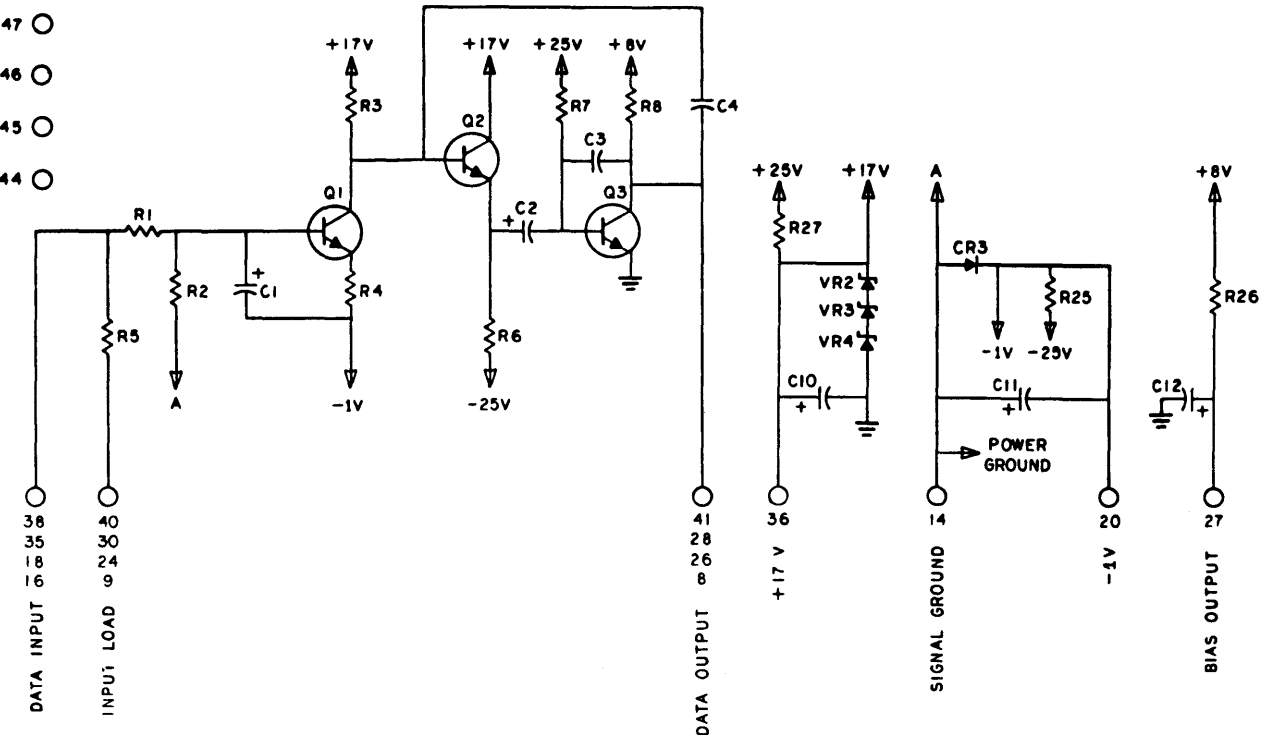 47
46
45
44
+17V
+17V
+25V
+8V
R3
R7
R8
C4
Q2
C3
Q1
Q3
R1
C2
+
R2
+
C1
R4
R5
R6
A
-1V
-25V
+25V
+17V
A
+8V
R27
CR3
VR2
VR3
VR4
R25
R26
-1V
-25V
C10
+
C11
+
C12
+
POWER
GROUND
38
35
18
16
DATA INPUT
40
30
24
9
INPUT LOAD
41
28
26
8
DATA OUTPUT
36
+17 V
14
SIGNAL GROUND
20
-1V
27
BIAS OUTPUT